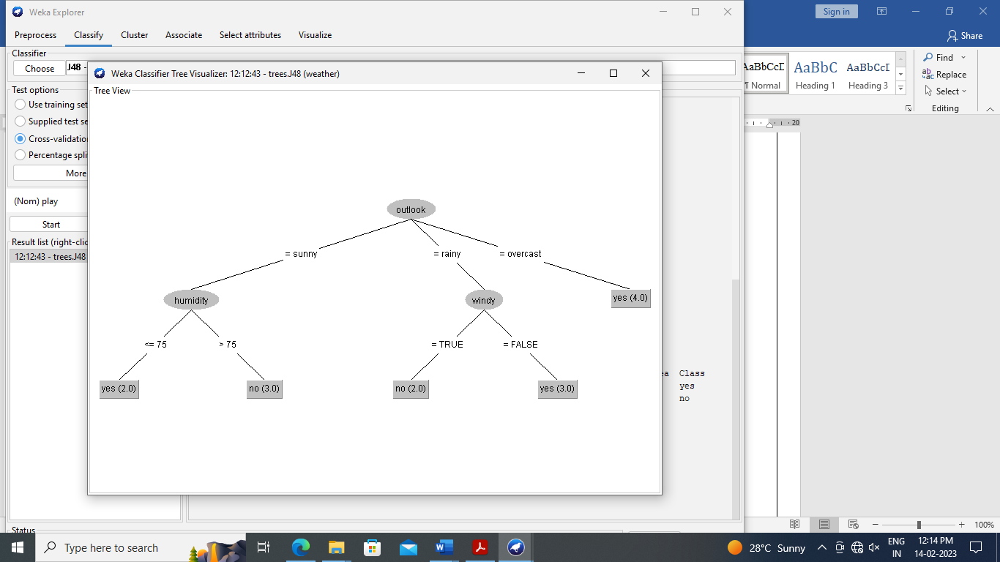 Weka Explorer
Sign in
Preprocess Classify Cluster Associate Select attributes Visualize
Share
Classifier
Choose J48 -
Weka Classifier Tree Visualizer: 12:12:43 - trees.J48 (weather)
Tree View
Test options
Use training set
Supplied test se
Cross-validation
Percentage spli
More
(Nom) play
Start
Result list (right-clic
12:12:43 - trees.J48
outlook
= sunny = rainy = overcast
humidity windy yes (4.0)
<= 75 > 75 = TRUE = FALSE
yes (2.0) no (3.0) no (2.0) yes (3.0)
ea Class
yes
no
AaBbCcI AaBbC AaBbCcI
¶ Normal Heading 1 Heading 3
Find
Replace
Select
Editing
20
Status
100%
Type here to search
28°C Sunny
ENG
IN
12:14 PM
14-02-2023